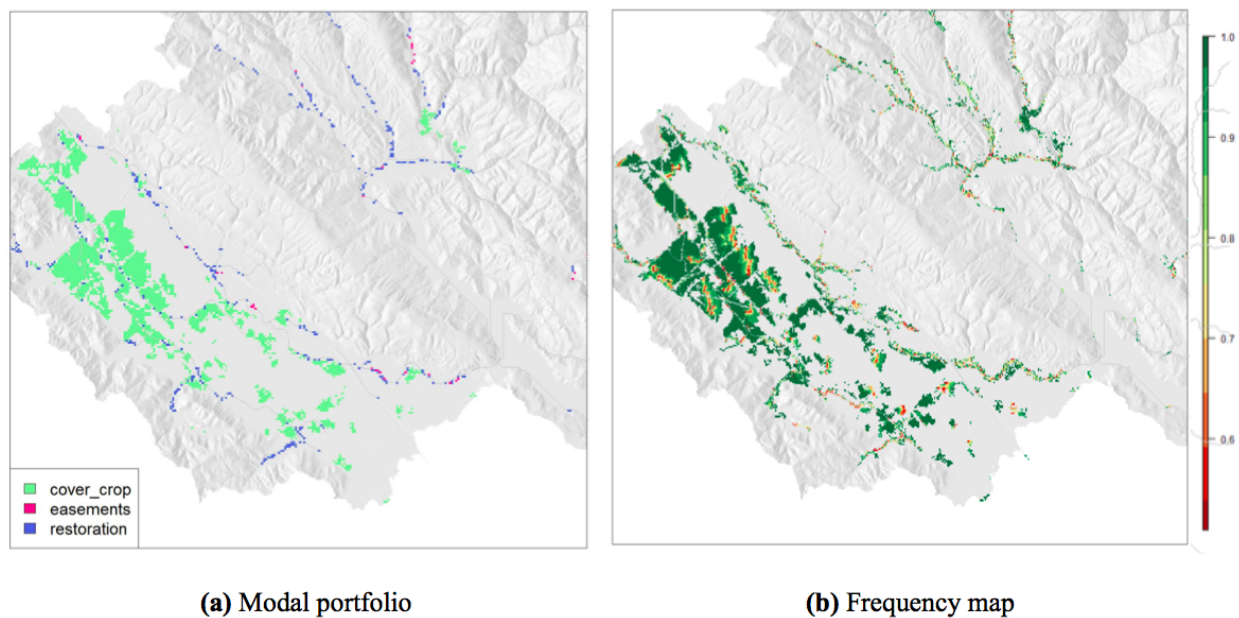 cover_crop
easements
restoration
1.0
0.9
0.8
0.7
0.6
(a) Modal portfolio
(b) Frequency map